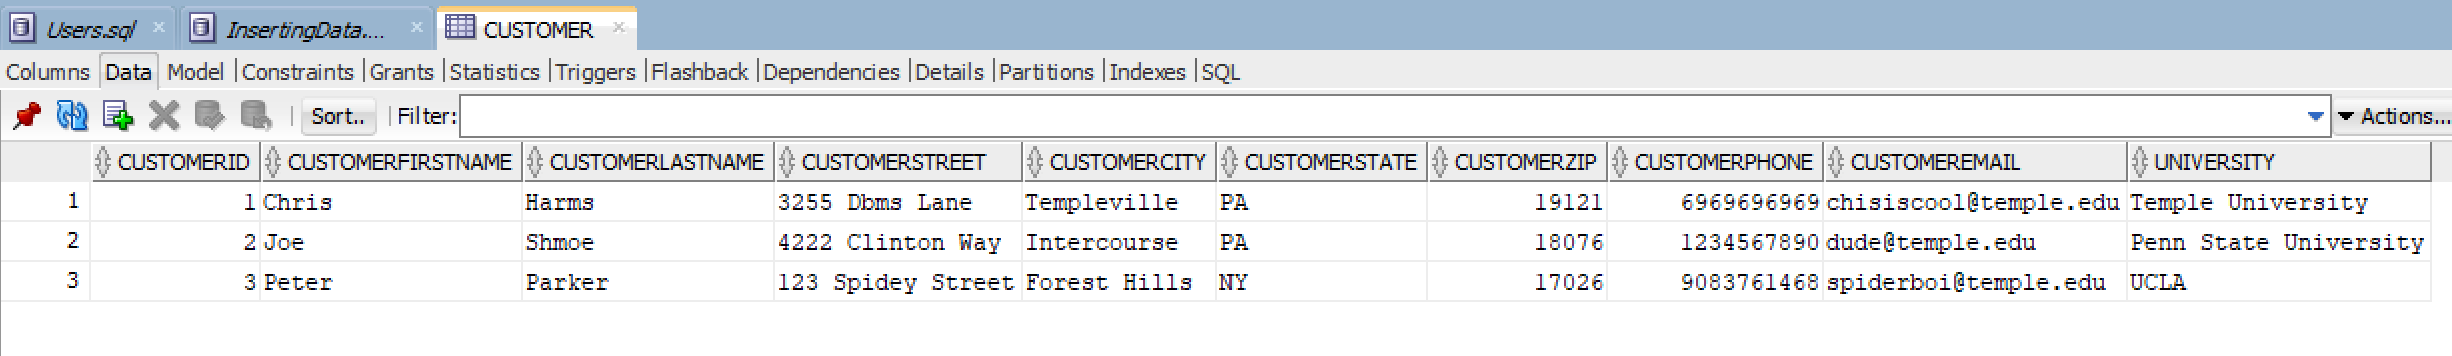 Users.sql InsertingData.... CUSTOMER
Columns Data Model Constraints Grants Statistics Triggers Flashback Dependencies Details Partitions Indexes SQL
Sort.. Filter: Actions...
CUSTOMERID CUSTOMERFIRSTNAME CUSTOMERLASTNAME CUSTOMERSTREET CUSTOMERCITY CUSTOMERSTATE CUSTOMERZIP CUSTOMERPHONE CUSTOMEREMAIL UNIVERSITY
1 1 Chris Harms 3255 Dbms Lane Templeville PA 19121 6969696969 chisiscool@temple.edu Temple University
2 2 Joe Shmoe 4222 Clinton Way Intercourse PA 18076 1234567890 dude@temple.edu Penn State University
3 3 Peter Parker 123 Spidey Street Forest Hills NY 17026 9083761468 spiderboi@temple.edu UCLA